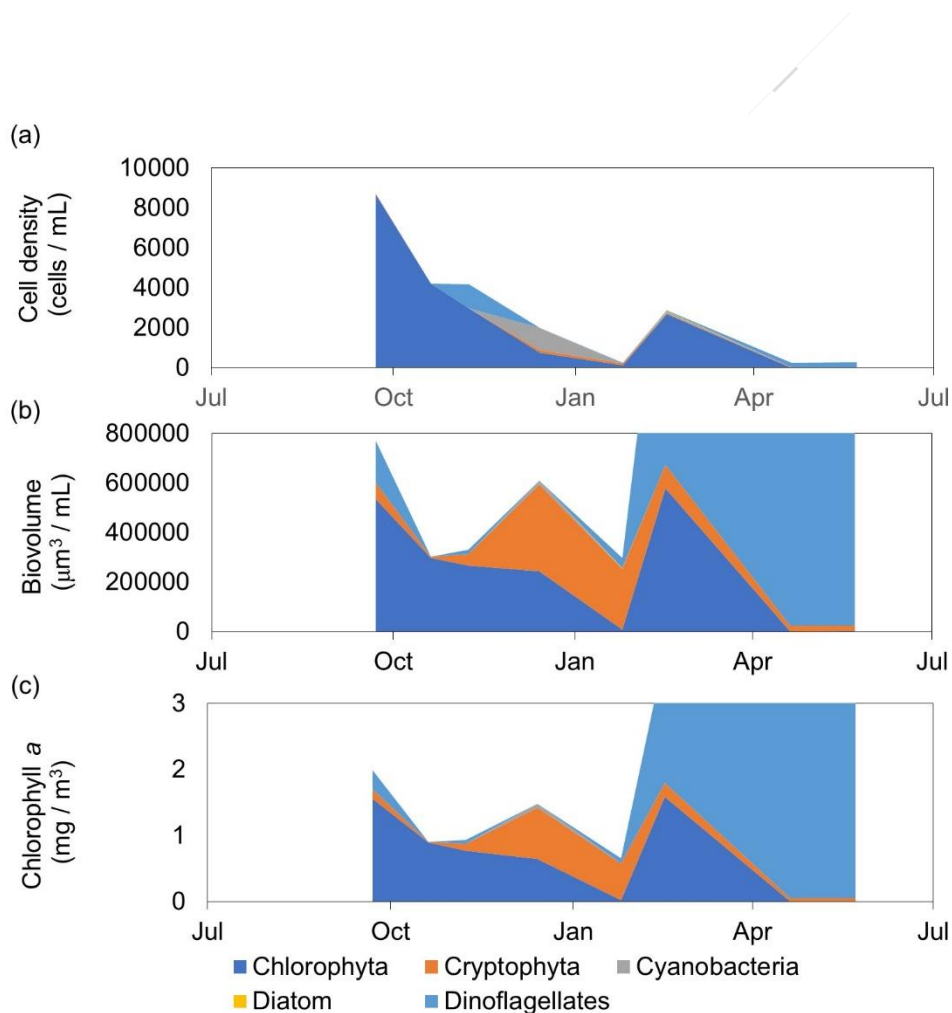 (a)
Cell density
(cells / mL)
10000
8000
6000
4000
2000
0
Jul Oct Jan Apr Jul
(b)
Biovolume
(μm³ / mL)
800000
600000
400000
200000
0
Jul Oct Jan Apr Jul
(c)
Chlorophyll a
(mg / m³)
3
2
1
0
Jul Oct Jan Apr Jul
Chlorophyta Cryptophyta Cyanobacteria
Diatom Dinoflagellates